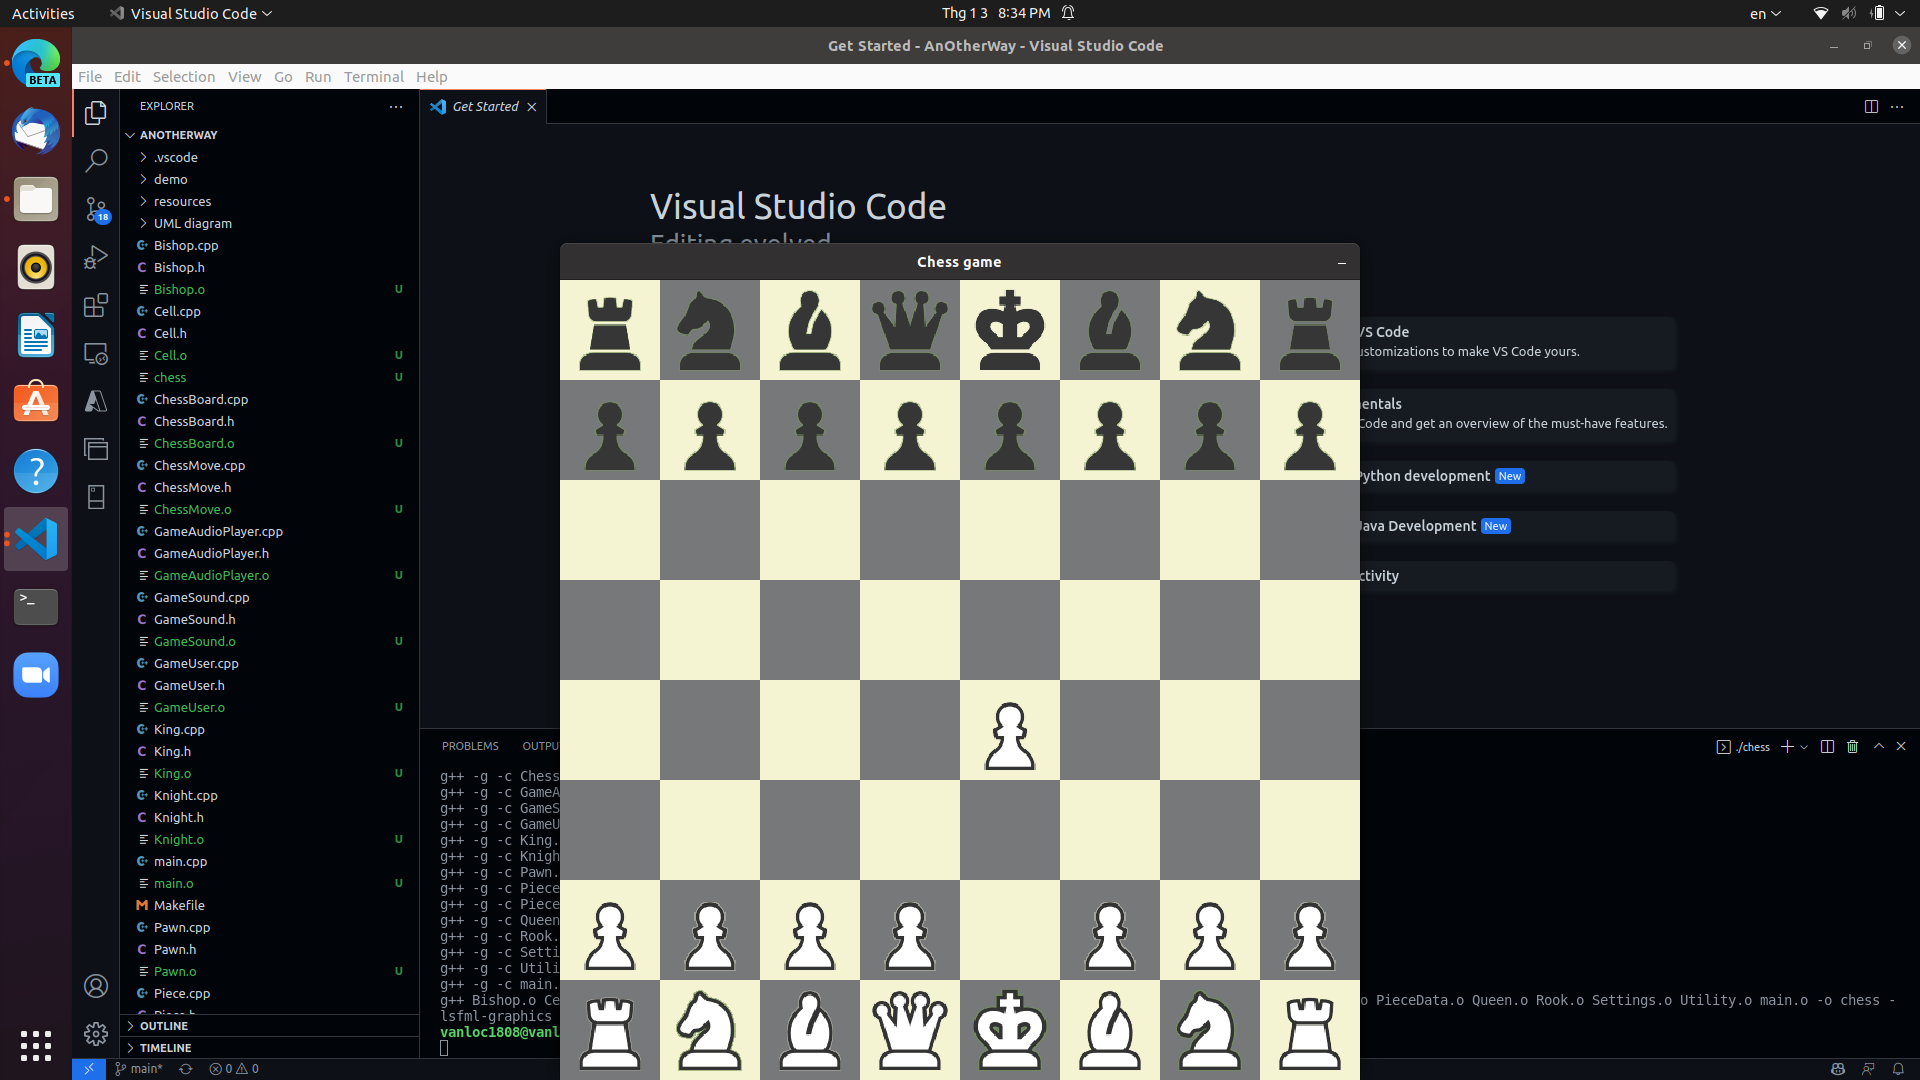 Activities
Visual Studio Code
Thg 1 3 8:34 PM
en
Get Started - AnOtherWay - Visual Studio Code
File Edit Selection View Go Run Terminal Help
BETA
EXPLORER
Get Started
ANOTHERWAY
.vscode
demo
resources
18
UML diagram
Bishop.cpp
Bishop.h
Bishop.o U
Cell.cpp
Cell.h
Cell.o U
chess U
ChessBoard.cpp
ChessBoard.h
ChessBoard.o U
ChessMove.cpp
ChessMove.h
ChessMove.o U
GameAudioPlayer.cpp
GameAudioPlayer.h
GameAudioPlayer.o U
GameSound.cpp
GameSound.h
GameSound.o U
GameUser.cpp
GameUser.h
GameUser.o U
King.cpp
King.h
King.o U
Knight.cpp
Knight.h
Knight.o U
main.cpp
main.o U
Makefile
Pawn.cpp
Pawn.h
Pawn.o U
Piece.cpp
OUTLINE
TIMELINE
main*
0 0
Visual Studio Code
Editing evolved
Chess game
VS Code
customizations to make VS Code yours.
Code and get an overview of the must-have features.
Python development New
Java Development New
PROBLEMS OUTPU
./chess
g++ -g -c Chess
g++ -g -c GameA
g++ -g -c GameS
g++ -g -c GameU
g++ -g -c King.
g++ -g -c Knigh
g++ -g -c Pawn.
g++ -g -c Piece
g++ -g -c Piece
g++ -g -c Queen
g++ -g -c Rook.
g++ -g -c Setti
g++ -g -c Utili
g++ -g -c main.
g++ Bishop.o Ce o PieceData.o Queen.o Rook.o Settings.o Utility.o main.o -o chess -
lsfml-graphics
vanloc1808@vanl